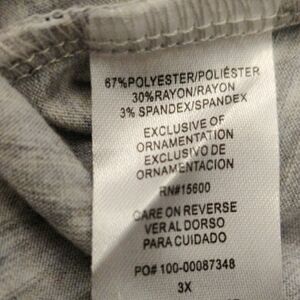 67%POLYESTER/POLIÉSTER
30%RAYON/RAYON
3% SPANDEX/SPANDEX
EXCLUSIVE OF
ORNAMENTATION
EXCLUSIVO DE
ORNAMENTACION
RN#15600
CARE ON REVERSE
VER AL DORSO
PARA CUIDADO
PO# 100-00087348
3X